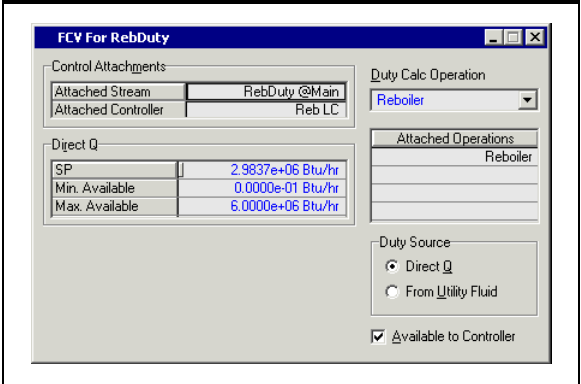 FCV For RebDuty
Control Attachments
Attached Stream RebDuty @Main
Attached Controller Reb LC
Direct Q
SP 2.9837e+06 Btu/hr
Min. Available 0.0000e-01 Btu/hr
Max. Available 6.0000e+06 Btu/hr
Duty Calc Operation
Reboiler
Attached Operations
Reboiler
Duty Source
Direct Q
From Utility Fluid
Available to Controller